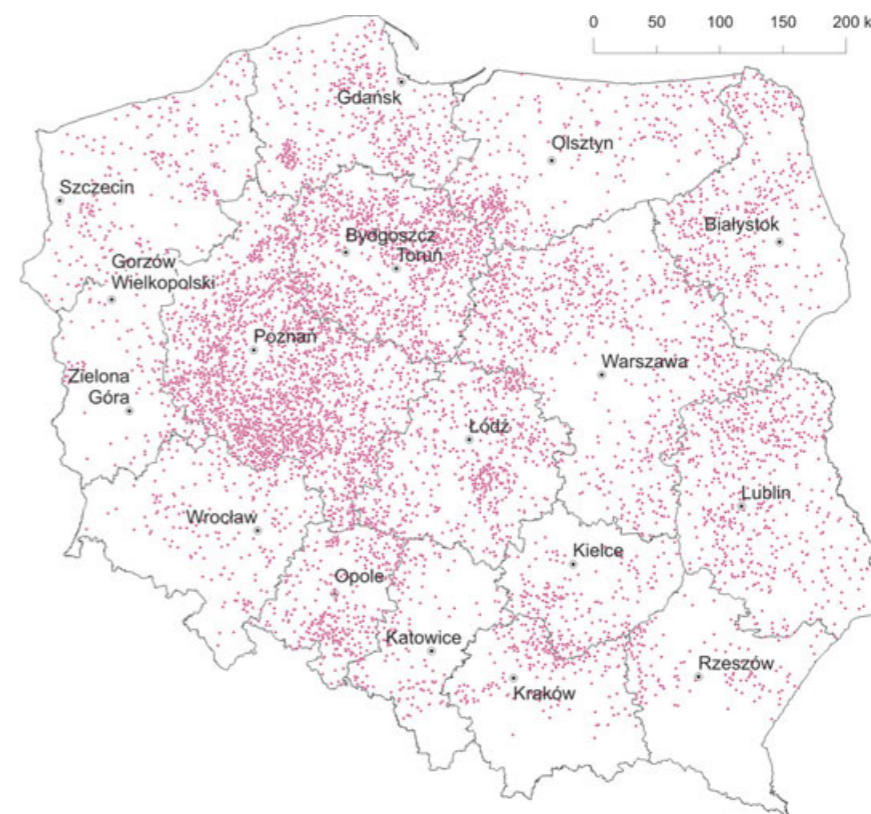 0 50 100 150 200 k
Gdańsk
Olsztyn
Szczecin
Białystok
Bydgoszcz
Toruń
Gorzów
Wielkopolski
Poznań
Warszawa
Zielona
Góra
Łódź
Lublin
Wrocław
Kielce
Opole
Katowice
Rzeszów
Kraków